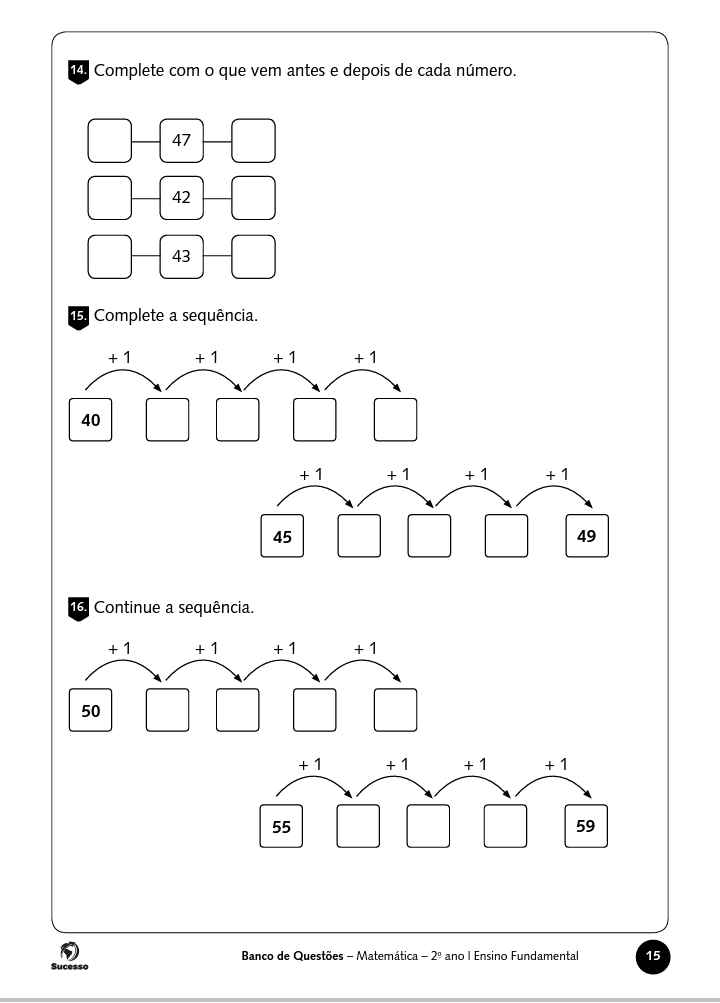 14. Complete com o que vem antes e depois de cada número.
47
42
43
15. Complete a sequência.
+ 1 + 1 + 1 + 1
40
+ 1 + 1 + 1 + 1
45 49
16. Continue a sequência.
+ 1 + 1 + 1 + 1
50
+ 1 + 1 + 1 + 1
55 59
Sucesso
Banco de Questões – Matemática – 2º ano | Ensino Fundamental
15